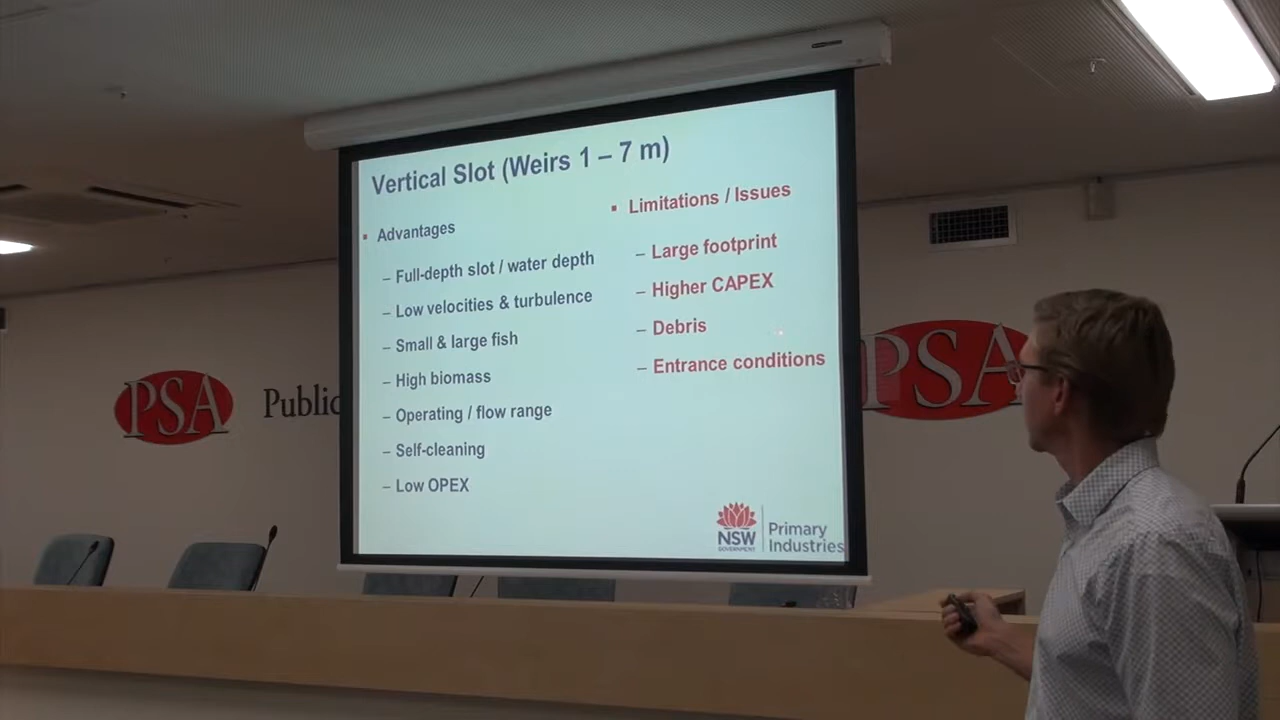 Vertical Slot (Weirs 1 – 7 m)
▪ Advantages
– Full-depth slot / water depth
– Low velocities & turbulence
– Small & large fish
– High biomass
– Operating / flow range
– Self-cleaning
– Low OPEX
▪ Limitations / Issues
– Large footprint
– Higher CAPEX
– Debris
– Entrance conditions
NSW
GOVERNMENT
Primary
Industries
PSA
Public
PSA